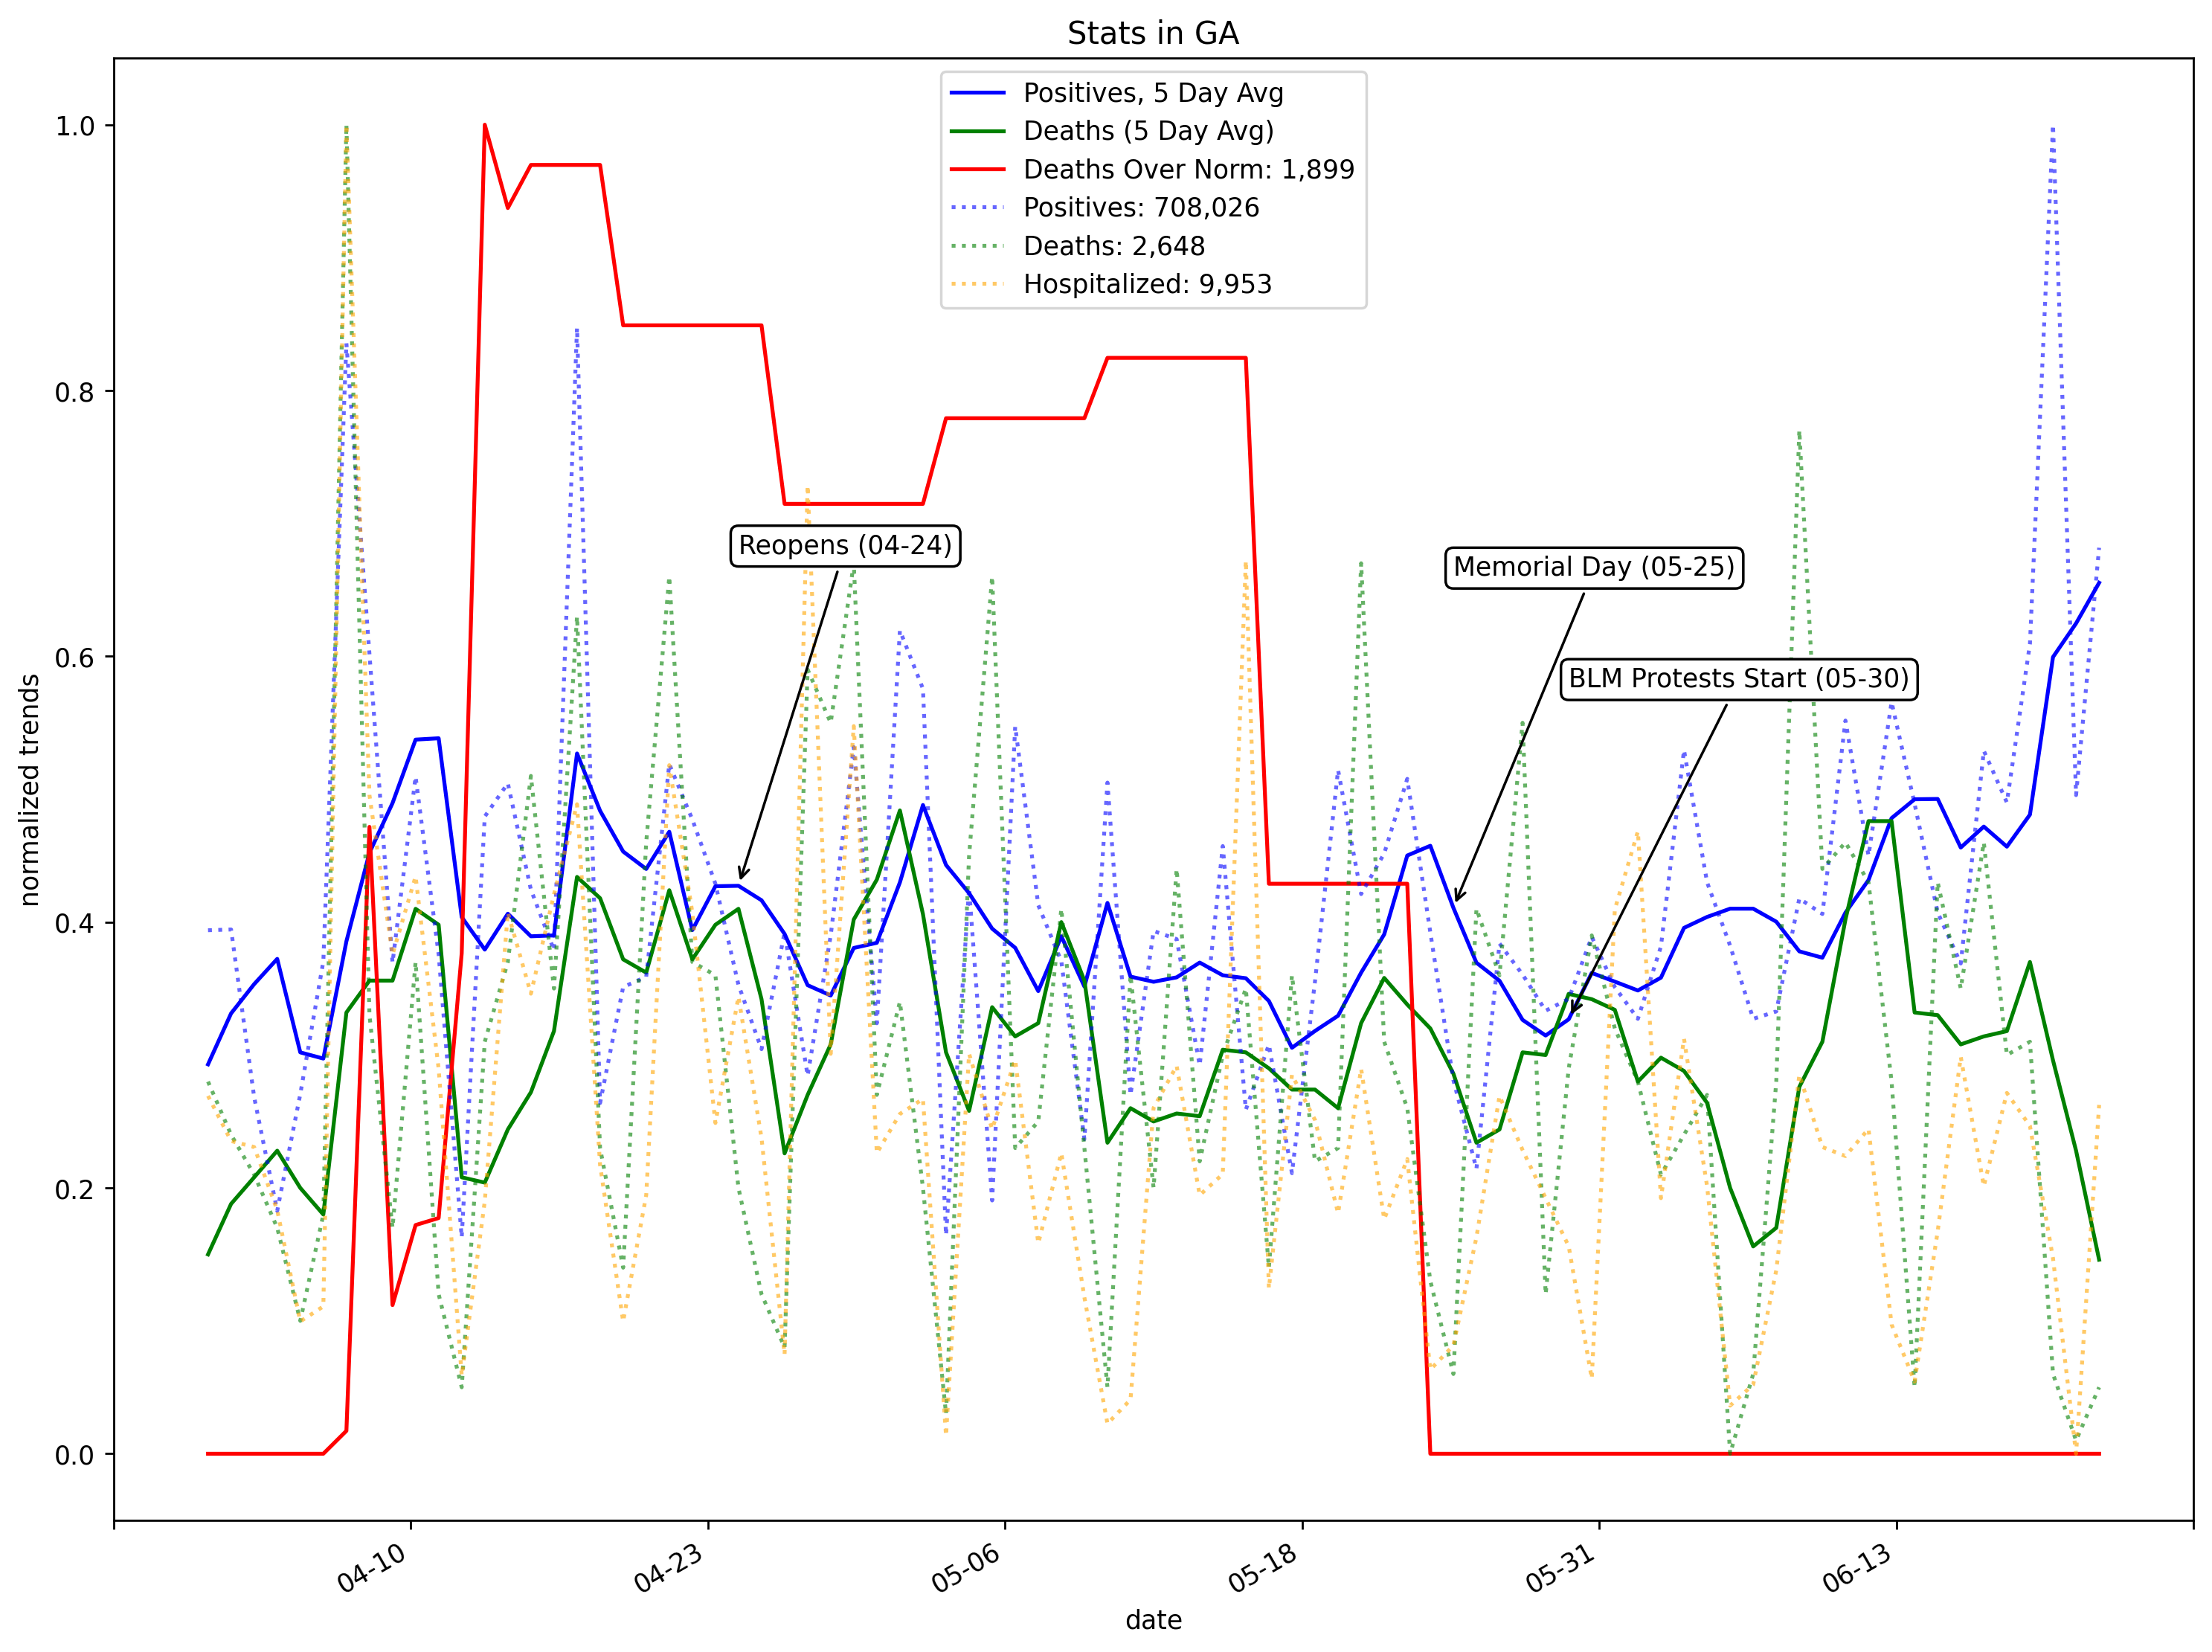 Stats in GA
Positives, 5 Day Avg
Deaths (5 Day Avg)
Deaths Over Norm: 1,899
Positives: 708,026
Deaths: 2,648
Hospitalized: 9,953
1.0
0.8
0.6
0.4
0.2
0.0
normalized trends
Reopens (04-24)
Memorial Day (05-25)
BLM Protests Start (05-30)
04-10
04-23
05-06
05-18
05-31
06-13
date